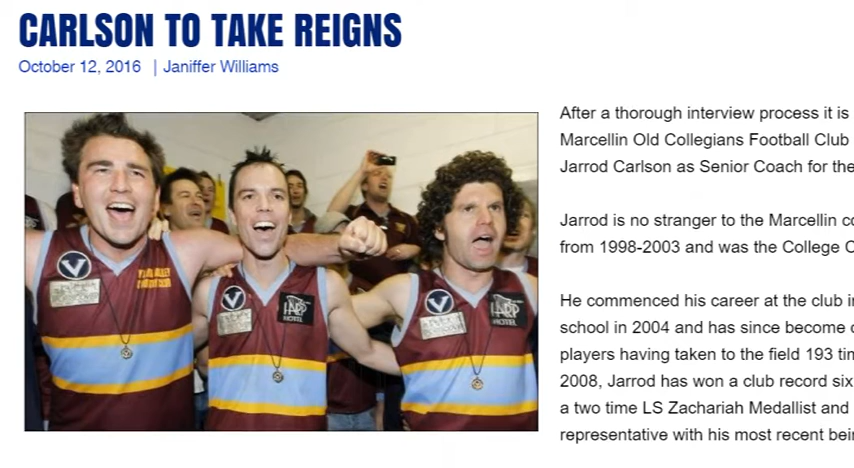 CARLSON TO TAKE REIGNS
October 12, 2016 | Janiffer Williams
After a thorough interview process it is
Marcellin Old Collegians Football Club
Jarrod Carlson as Senior Coach for the
Jarrod is no stranger to the Marcellin co
from 1998-2003 and was the College C
He commenced his career at the club in
school in 2004 and has since become o
players having taken to the field 193 tim
2008, Jarrod has won a club record six
a two time LS Zachariah Medallist and
representative with his most recent bein
V
V HARP HOTEL
V HARP HOTEL